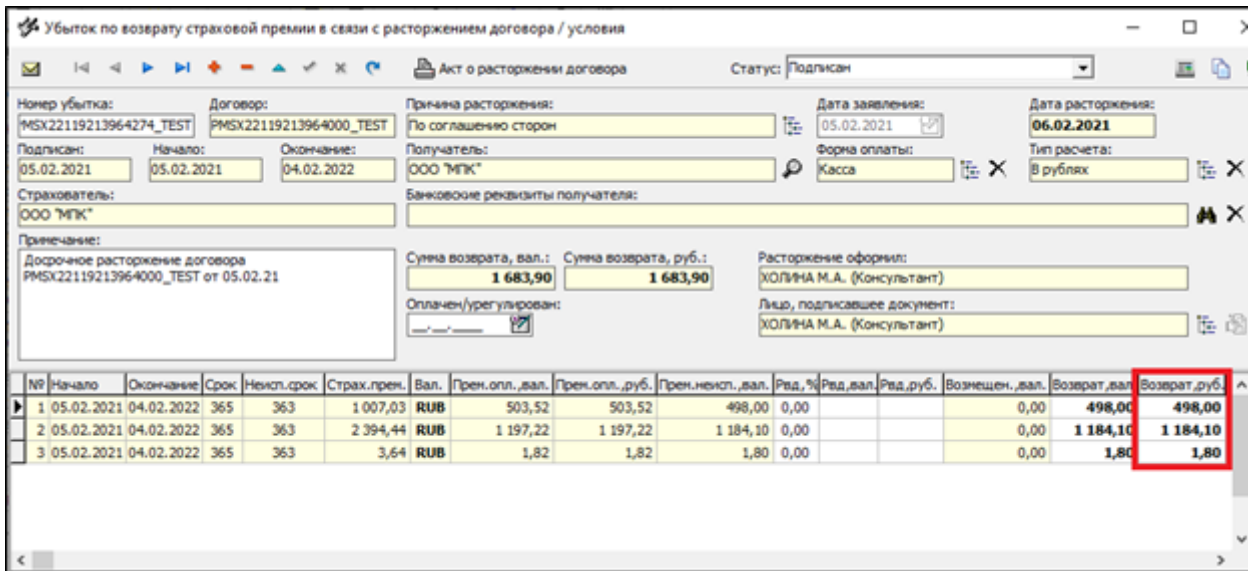 Убыток по возврату страховой премии в связи с расторжением договора / условия
Акт о расторжении договора Статус: Подписан
Номер убытка: Договор: Причина расторжения: Дата заявления: Дата расторжения:
MSX22119213964274_TEST PMSX22119213964000_TEST По соглашению сторон 05.02.2021 06.02.2021
Подписан: Начало: Окончание: Получатель: Форма оплаты: Тип расчета:
05.02.2021 05.02.2021 04.02.2022 ООО "МПК" Касса В рублях
Страхователь: Банковские реквизиты получателя:
ООО "МПК"
Примечание:
Досрочное расторжение договора Сумма возврата, вал.: Сумма возврата, руб.: Расторжение оформил:
PMSX22119213964000_TEST от 05.02.21 1 683,90 1 683,90 ХОЛИНА М.А. (Консультант)
Оплачен/урегулирован: Лицо, подписавшее документ:
__.__.____ ХОЛИНА М.А. (Консультант)
№ Начало Окончание Срок Неисп.срок Страх.прем. Вал. Прем.опл.,вал. Прем.опл.,руб. Прем.неисп.,вал. Рвд,% Рвд,вал. Рвд,руб. Возмещен.,вал. Возврат,вал Возврат,руб.
1 05.02.2021 04.02.2022 365 363 1 007,03 RUB 503,52 503,52 498,00 0,00 0,00 498,00 498,00
2 05.02.2021 04.02.2022 365 363 2 394,44 RUB 1 197,22 1 197,22 1 184,10 0,00 0,00 1 184,10 1 184,10
3 05.02.2021 04.02.2022 365 363 3,64 RUB 1,82 1,82 1,80 0,00 0,00 1,80 1,80